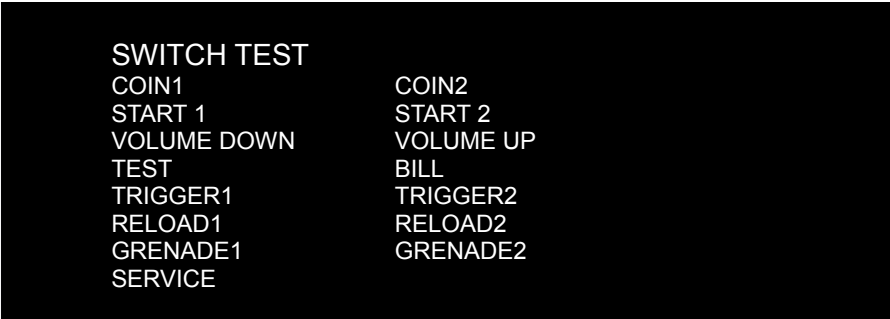 SWITCH TEST
COIN1 COIN2
START 1 START 2
VOLUME DOWN VOLUME UP
TEST BILL
TRIGGER1 TRIGGER2
RELOAD1 RELOAD2
GRENADE1 GRENADE2
SERVICE